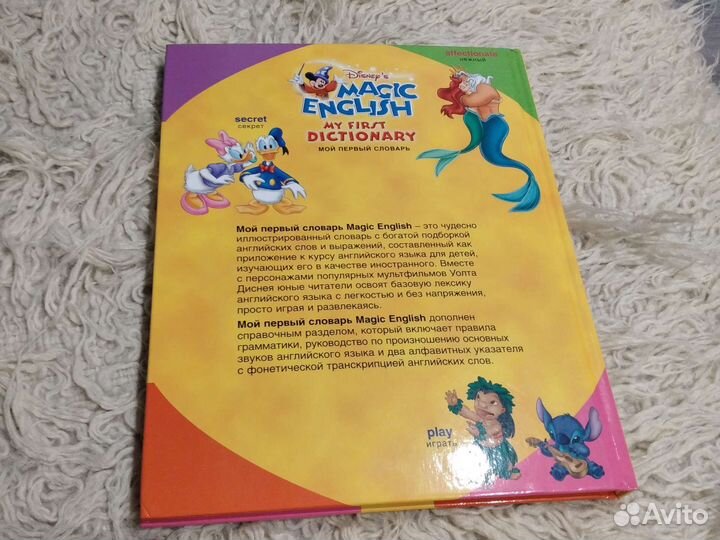 affectionate
нежный
Disney's
MAGIC
ENGLISH
MY FIRST
DICTIONARY
МОЙ ПЕРВЫЙ СЛОВАРЬ
secret
секрет
Мой первый словарь Magic English – это чудесно
иллюстрированный словарь с богатой подборкой
английских слов и выражений, составленный как
приложение к курсу английского языка для детей,
изучающих его в качестве иностранного. Вместе
с персонажами популярных мультфильмов Уолта
Диснея юные читатели освоят базовую лексику
английского языка с легкостью и без напряжения,
просто играя и развлекаясь.
Мой первый словарь Magic English дополнен
справочным разделом, который включает правила
грамматики, руководство по произношению основных
звуков английского языка и два алфавитных указателя
с фонетической транскрипцией английских слов.
play
играть
Avito